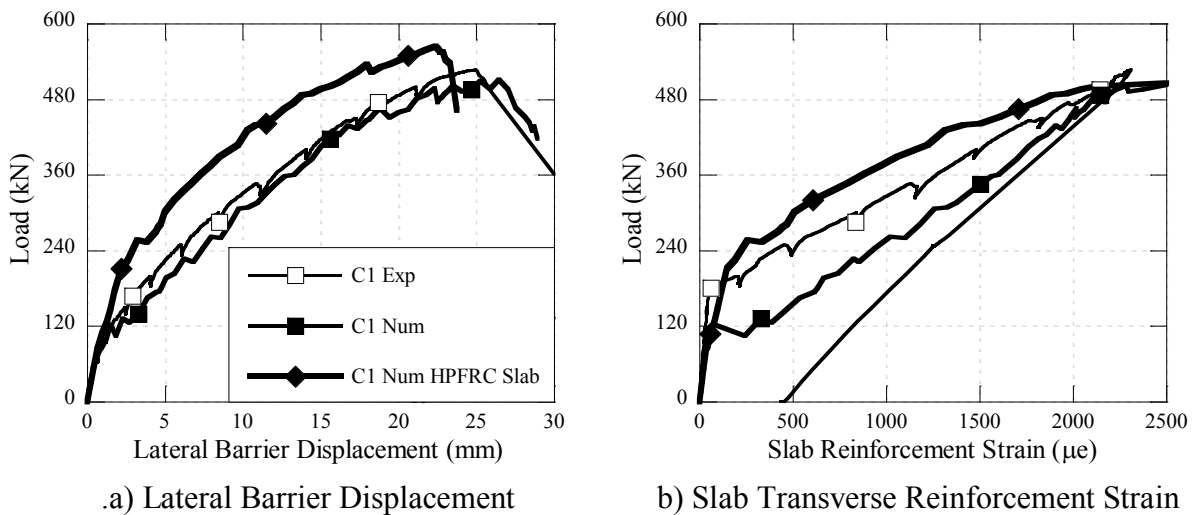 600
480
360
240
120
0
Load (kN)
C1 Exp
C1 Num
C1 Num HPFRC Slab
0 5 10 15 20 25 30
Lateral Barrier Displacement (mm)
.a) Lateral Barrier Displacement
600
480
360
240
120
0
Load (kN)
0 500 1000 1500 2000 2500
Slab Reinforcement Strain (µe)
b) Slab Transverse Reinforcement Strain